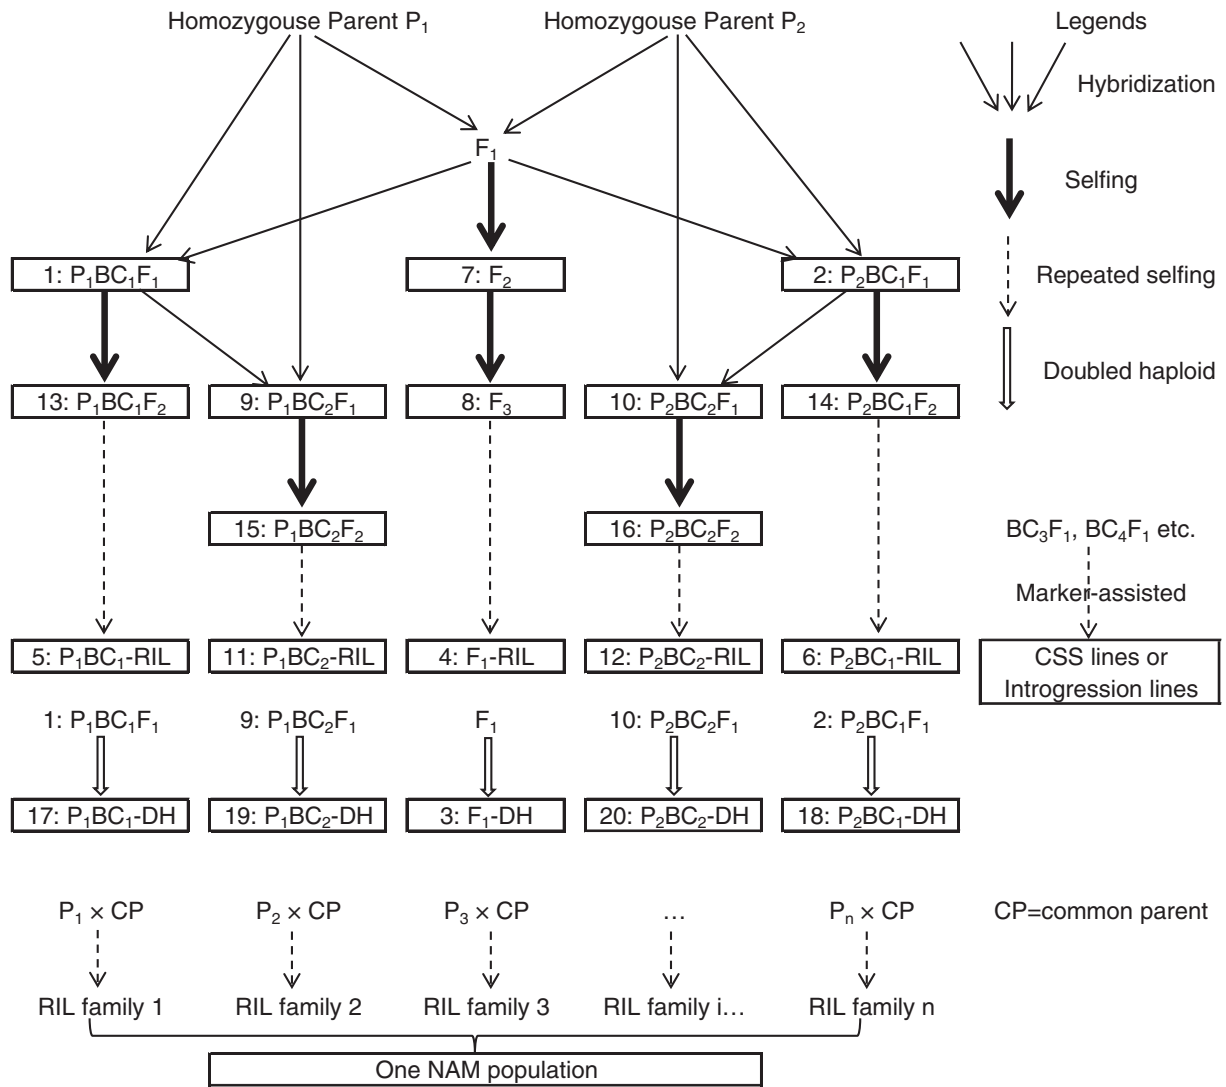 Homozygouse Parent P₁ Homozygouse Parent P₂ Legends
Hybridization
F₁
Selfing
1: P₁BC₁F₁ 7: F₂ 2: P₂BC₁F₁ Repeated selfing
Doubled haploid
13: P₁BC₁F₂ 9: P₁BC₂F₁ 8: F₃ 10: P₂BC₂F₁ 14: P₂BC₁F₂
15: P₁BC₂F₂ 16: P₂BC₂F₂ BC₃F₁, BC₄F₁ etc.
Marker-assisted
5: P₁BC₁-RIL 11: P₁BC₂-RIL 4: F₁-RIL 12: P₂BC₂-RIL 6: P₂BC₁-RIL CSS lines or
Introgression lines
1: P₁BC₁F₁ 9: P₁BC₂F₁ F₁ 10: P₂BC₂F₁ 2: P₂BC₁F₁
17: P₁BC₁-DH 19: P₁BC₂-DH 3: F₁-DH 20: P₂BC₂-DH 18: P₂BC₁-DH
P₁ × CP P₂ × CP P₃ × CP … Pₙ × CP CP=common parent
RIL family 1 RIL family 2 RIL family 3 RIL family i… RIL family n
One NAM population